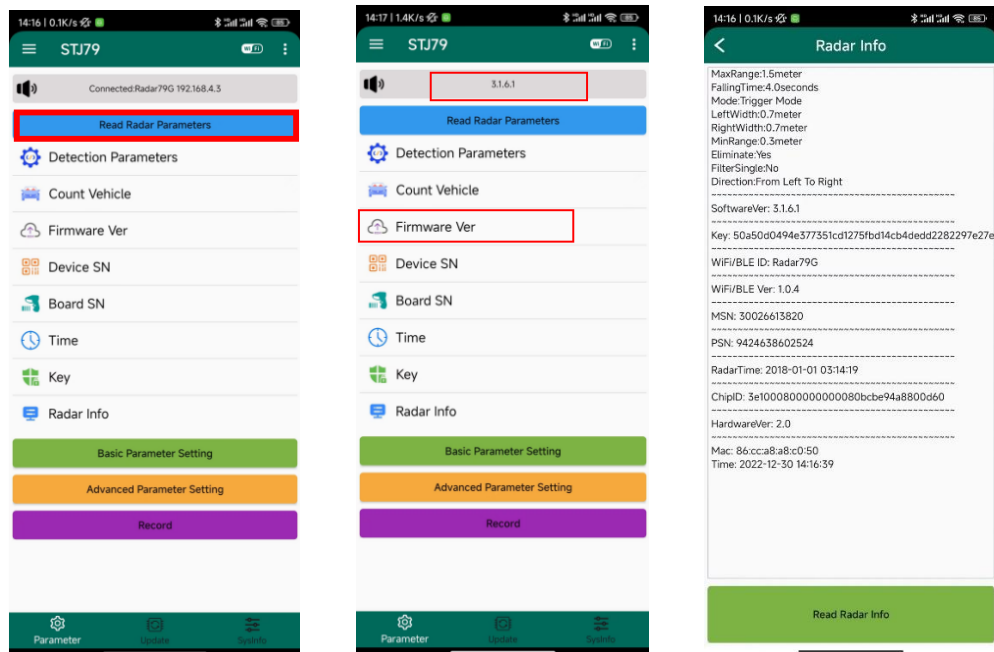 14:16 | 0.1K/s
85
STJ79
WiFi
Connected:Radar79G 192.168.4.3
Read Radar Parameters
Detection Parameters
Count Vehicle
Firmware Ver
Device SN
Board SN
Time
Key
Radar Info
Basic Parameter Setting
Advanced Parameter Setting
Record
Parameter
Update
SysInfo
14:17 | 1.4K/s
85
STJ79
WiFi
3.1.6.1
Read Radar Parameters
Detection Parameters
Count Vehicle
Firmware Ver
Device SN
Board SN
Time
Key
Radar Info
Basic Parameter Setting
Advanced Parameter Setting
Record
Parameter
Update
SysInfo
14:16 | 0.1K/s
85
Radar Info
MaxRange:1.5meter
FallingTime:4.0seconds
Mode:Trigger Mode
LeftWidth:0.7meter
RightWidth:0.7meter
MinRange:0.3meter
Eliminate:Yes
FilterSingle:No
Direction:From Left To Right
~~~~~~~~~~~~~~~~~~~~~~~~~~~~~~~~
SoftwareVer: 3.1.6.1
~~~~~~~~~~~~~~~~~~~~~~~~~~~~~~~~
Key: 50a50d0494e377351cd1275fbd14cb4dedd2282297e27e
~~~~~~~~~~~~~~~~~~~~~~~~~~~~~~~~
WiFi/BLE ID: Radar79G
~~~~~~~~~~~~~~~~~~~~~~~~~~~~~~~~
WiFi/BLE Ver: 1.0.4
~~~~~~~~~~~~~~~~~~~~~~~~~~~~~~~~
MSN: 30026613820
~~~~~~~~~~~~~~~~~~~~~~~~~~~~~~~~
PSN: 9424638602524
~~~~~~~~~~~~~~~~~~~~~~~~~~~~~~~~
RadarTime: 2018-01-01 03:14:19
~~~~~~~~~~~~~~~~~~~~~~~~~~~~~~~~
ChipID: 3e1000800000000080bcbe94a8800d60
~~~~~~~~~~~~~~~~~~~~~~~~~~~~~~~~
HardwareVer: 2.0
~~~~~~~~~~~~~~~~~~~~~~~~~~~~~~~~
Mac: 86:cc:a8:a8:c0:50
Time: 2022-12-30 14:16:39
Read Radar Info